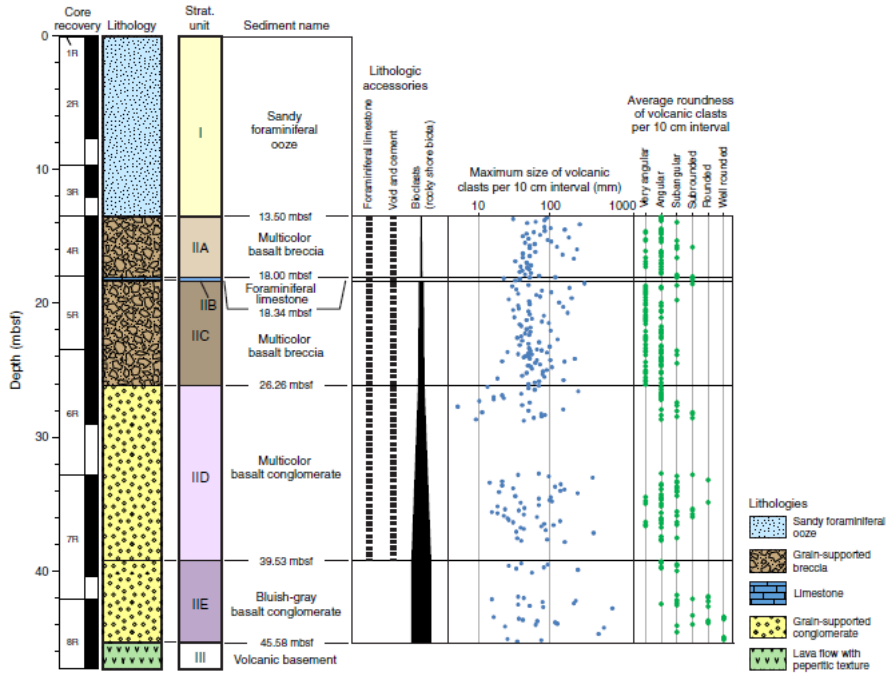 Core
recovery
Lithology
Strat.
unit
Sediment name
Lithologic
accessories
Foraminiferal limestone
Void and cement
Bioclasts
(rocky shore biota)
Maximum size of volcanic
clasts per 10 cm interval (mm)
10
100
1000
Average roundness
of volcanic clasts
per 10 cm interval
Very angular
Angular
Subangular
Subrounded
Rounded
Well rounded
Depth (mbsf)
0
10
20
30
40
1R
2R
3R
4R
5R
6R
7R
8R
I
IIA
IIB
IIC
IID
IIE
III
Sandy
foraminiferal
ooze
13.50 mbsf
Multicolor
basalt breccia
18.00 mbsf
Foraminiferal
limestone
18.34 mbsf
Multicolor
basalt breccia
26.26 mbsf
Multicolor
basalt conglomerate
39.53 mbsf
Bluish-gray
basalt conglomerate
45.58 mbsf
Volcanic basement
Lithologies
Sandy foraminiferal
ooze
Grain-supported
breccia
Limestone
Grain-supported
conglomerate
Lava flow with
peperitic texture